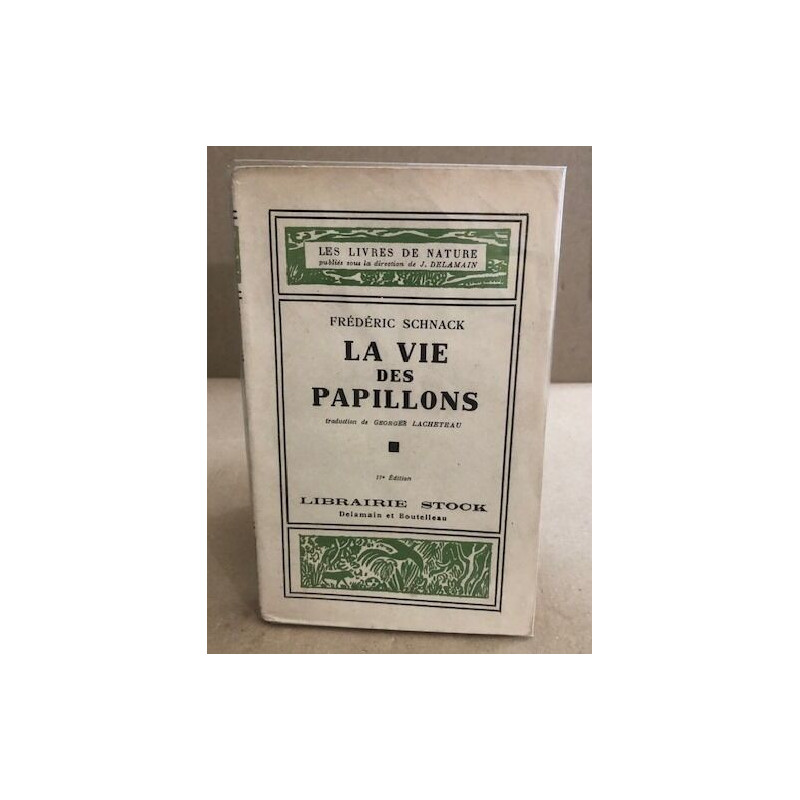 LES LIVRES DE NATURE
publiés sous la direction de J. DELAMAIN
FRÉDÉRIC SCHNACK
LA VIE
DES
PAPILLONS
traduction de GEORGES LACHETEAU
Édition
LIBRAIRIE STOCK
Delamain et Boutelleau